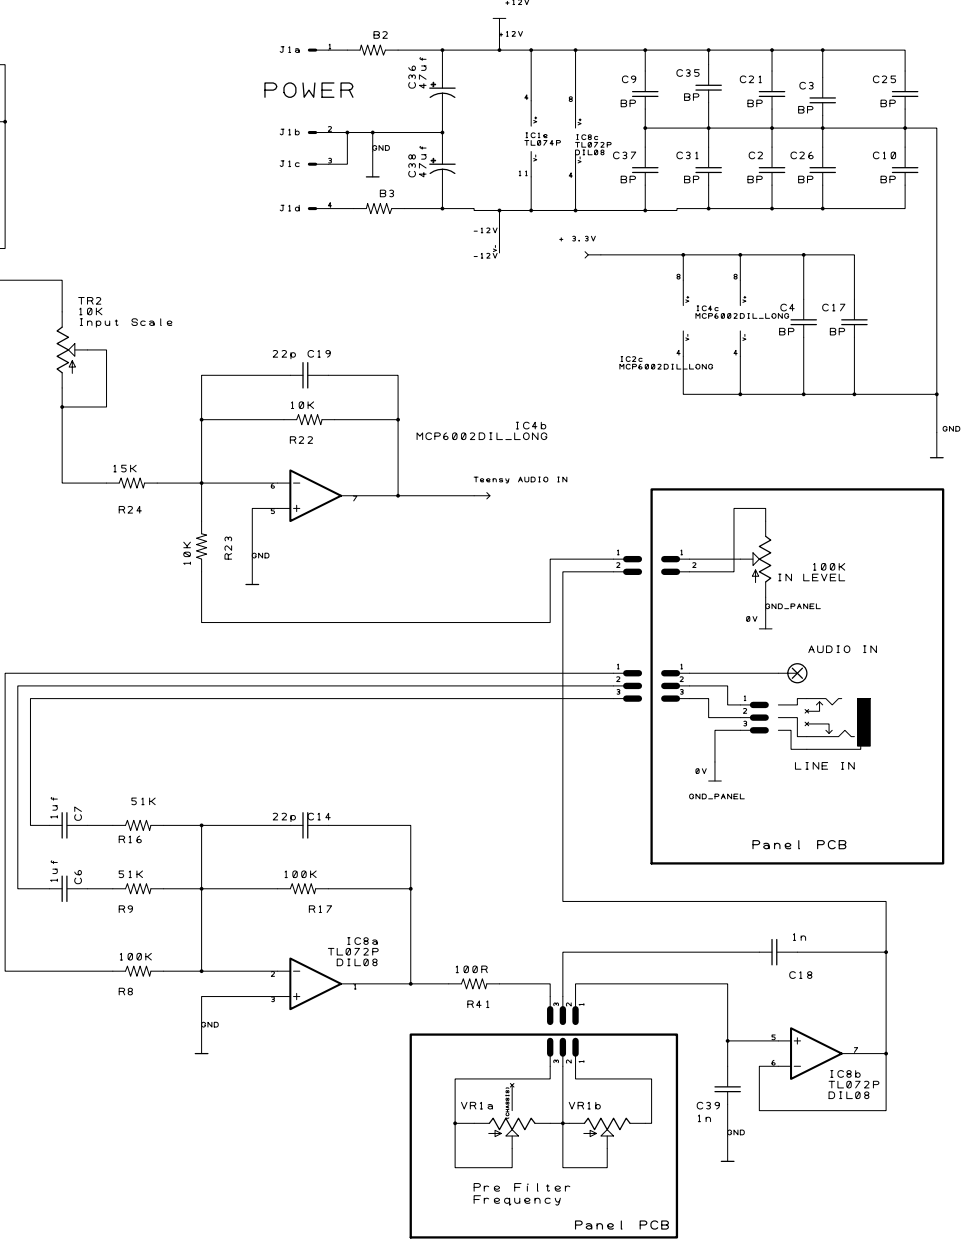 +12V
+12V
J1a 1 B2
POWER
C36
47uf
4 V+
8 V+
C9
BP
C35
BP
C21
BP
C3
BP
C25
BP
J1b 2
GND
J1c 3
C38
47uf
IC1e
TL074P
V-
11
IC8c
TL072P
DIL08
V-
4
C37
BP
C31
BP
C2
BP
C26
BP
C10
BP
J1d 4 B3
-12V
V-
-12V
+ 3.3V
8 V+
8 V+
IC4c
MCP6002DIL_LONG
C4
BP
C17
BP
V-
4
V-
4
IC2c
MCP6002DIL_LONG
GND
TR2
10K
Input Scale
22p C19
10K
R22
IC4b
MCP6002DIL_LONG
15K
R24
6 -
5 +
7
Teensy AUDIO IN
GND
10K
R23
1
2
1
2
100K
IN LEVEL
GND_PANEL
0V
AUDIO IN
1
2
3
1
2
3
1
2
3
LINE IN
0V
GND_PANEL
Panel PCB
1uf
C7
51K
R16
22p C14
1uf
C6
51K
R9
100K
R17
100K
R8
IC8a
TL072P
DIL08
2 -
3 +
1
GND
100R
R41
1n
C18
3
2
1
3
2
1
5 +
6 -
7
IC8b
TL072P
DIL08
C39
1n
GND
VR1a
VR1b
Pre Filter
Frequency
Panel PCB